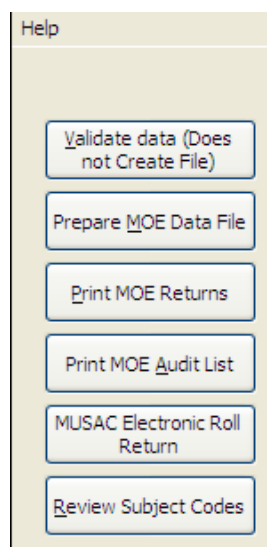 Help
Validate data (Does
not Create File)
Prepare MOE Data File
Print MOE Returns
Print MOE Audit List
MUSAC Electronic Roll
Return
Review Subject Codes